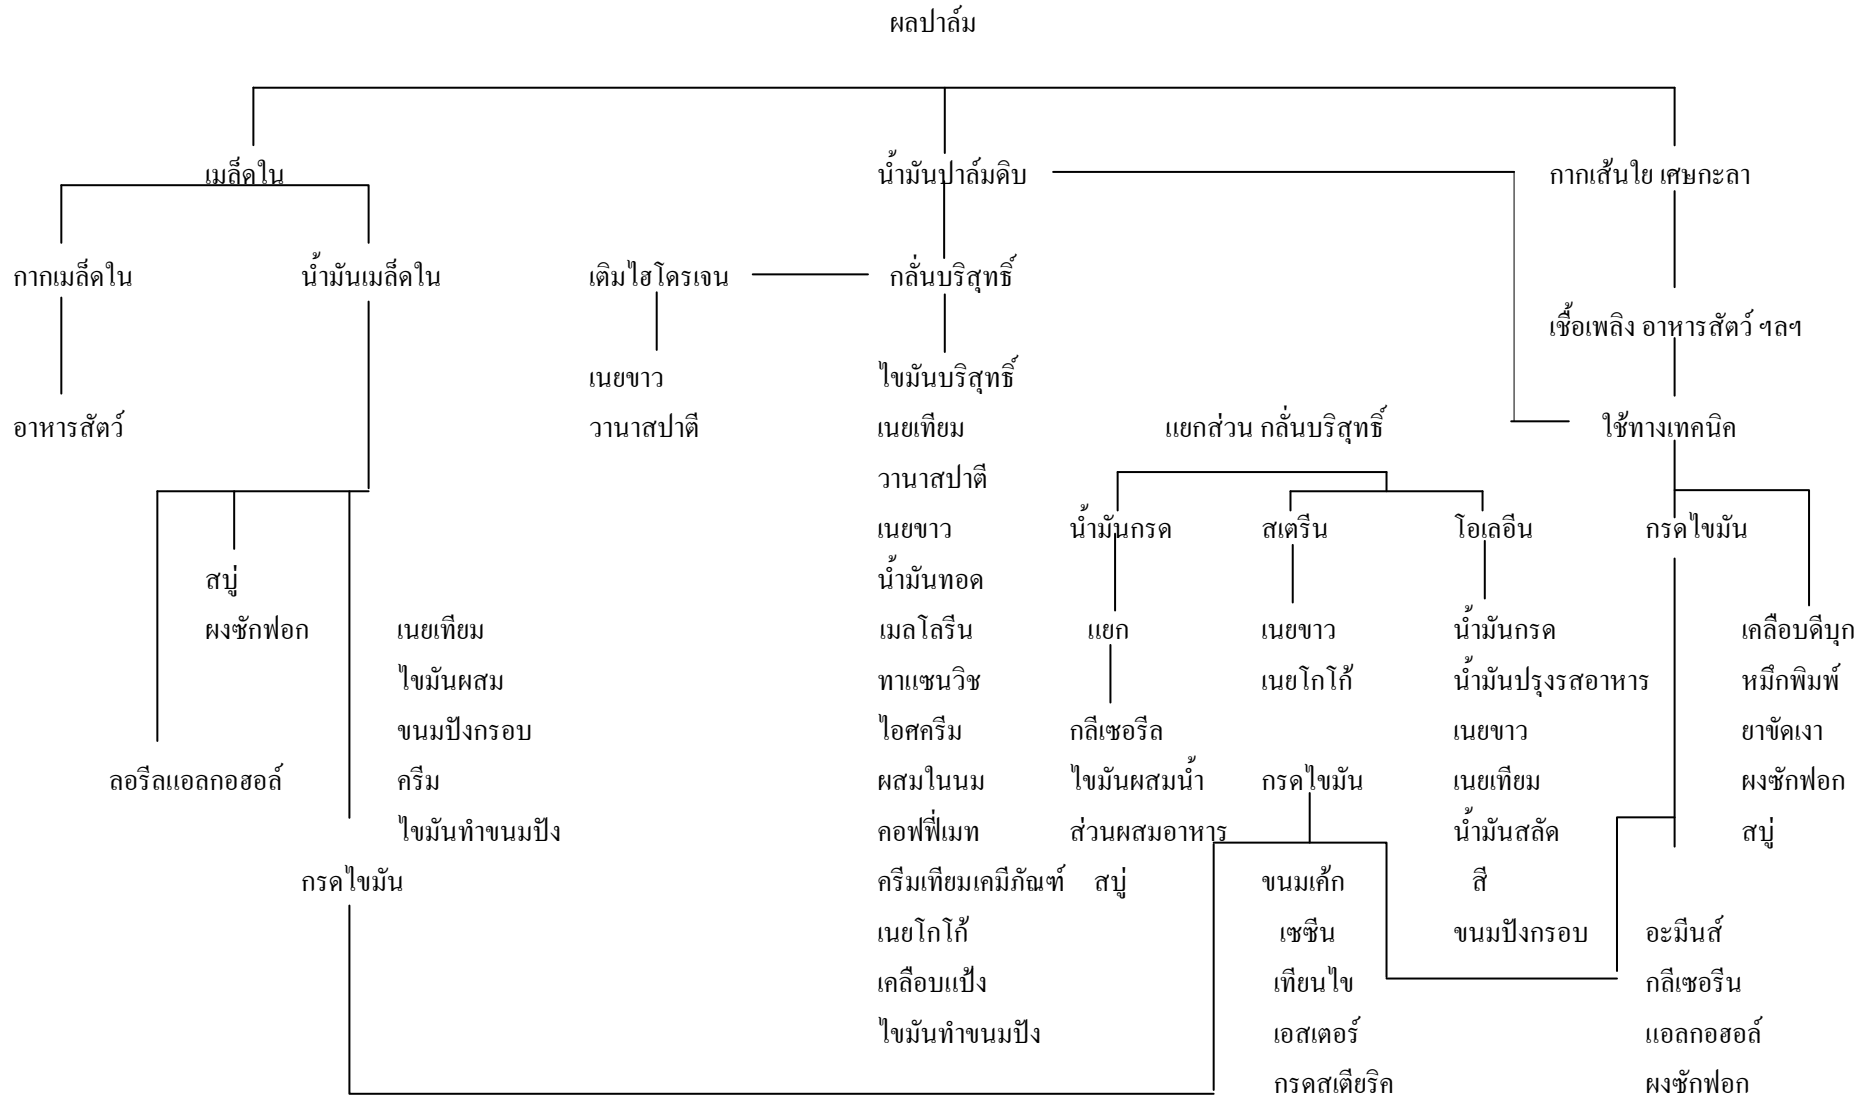 ผลปาล์ม
เมล็ดใน น้ำมันปาล์มดิบ กากเส้นใย เศษกะลา
กากเมล็ดใน น้ำมันเมล็ดใน เติมไฮโดรเจน กลั่นบริสุทธิ์
เชื้อเพลิง อาหารสัตว์ ฯลฯ
เนยขาว ไขมันบริสุทธิ์
อาหารสัตว์ วานาสปาตี เนยเทียม แยกส่วน กลั่นบริสุทธิ์ ใช้ทางเทคนิค
วานาสปาตี
เนยขาว น้ำมันกรด สเตรีน โอเลอีน กรดไขมัน
สบู่ น้ำมันทอด
ผงซักฟอก เนยเทียม เมลโลรีน แยก เนยขาว น้ำมันกรด เคลือบดีบุก
ไขมันผสม ทาแซนวิช เนยโกโก้ น้ำมันปรุงรสอาหาร หมึกพิมพ์
ขนมปังกรอบ ไอศครีม กลีเซอรีล เนยขาว ยาขัดเงา
ลอรีลแอลกอฮอล์ ครีม ผสมในนม ไขมันผสมน้ำ กรดไขมัน เนยเทียม ผงซักฟอก
ไขมันทำขนมปัง คอฟฟี่เมท ส่วนผสมอาหาร น้ำมันสลัด สบู่
กรดไขมัน ครีมเทียมเคมีภัณฑ์ สบู่ ขนมเค้ก สี
เนยโกโก้ เซซีน ขนมปังกรอบ อะมีนส์
เคลือบแป้ง เทียนไข กลีเซอรีน
ไขมันทำขนมปัง เอสเตอร์ แอลกอฮอล์
กรดสเตียริค ผงซักฟอก